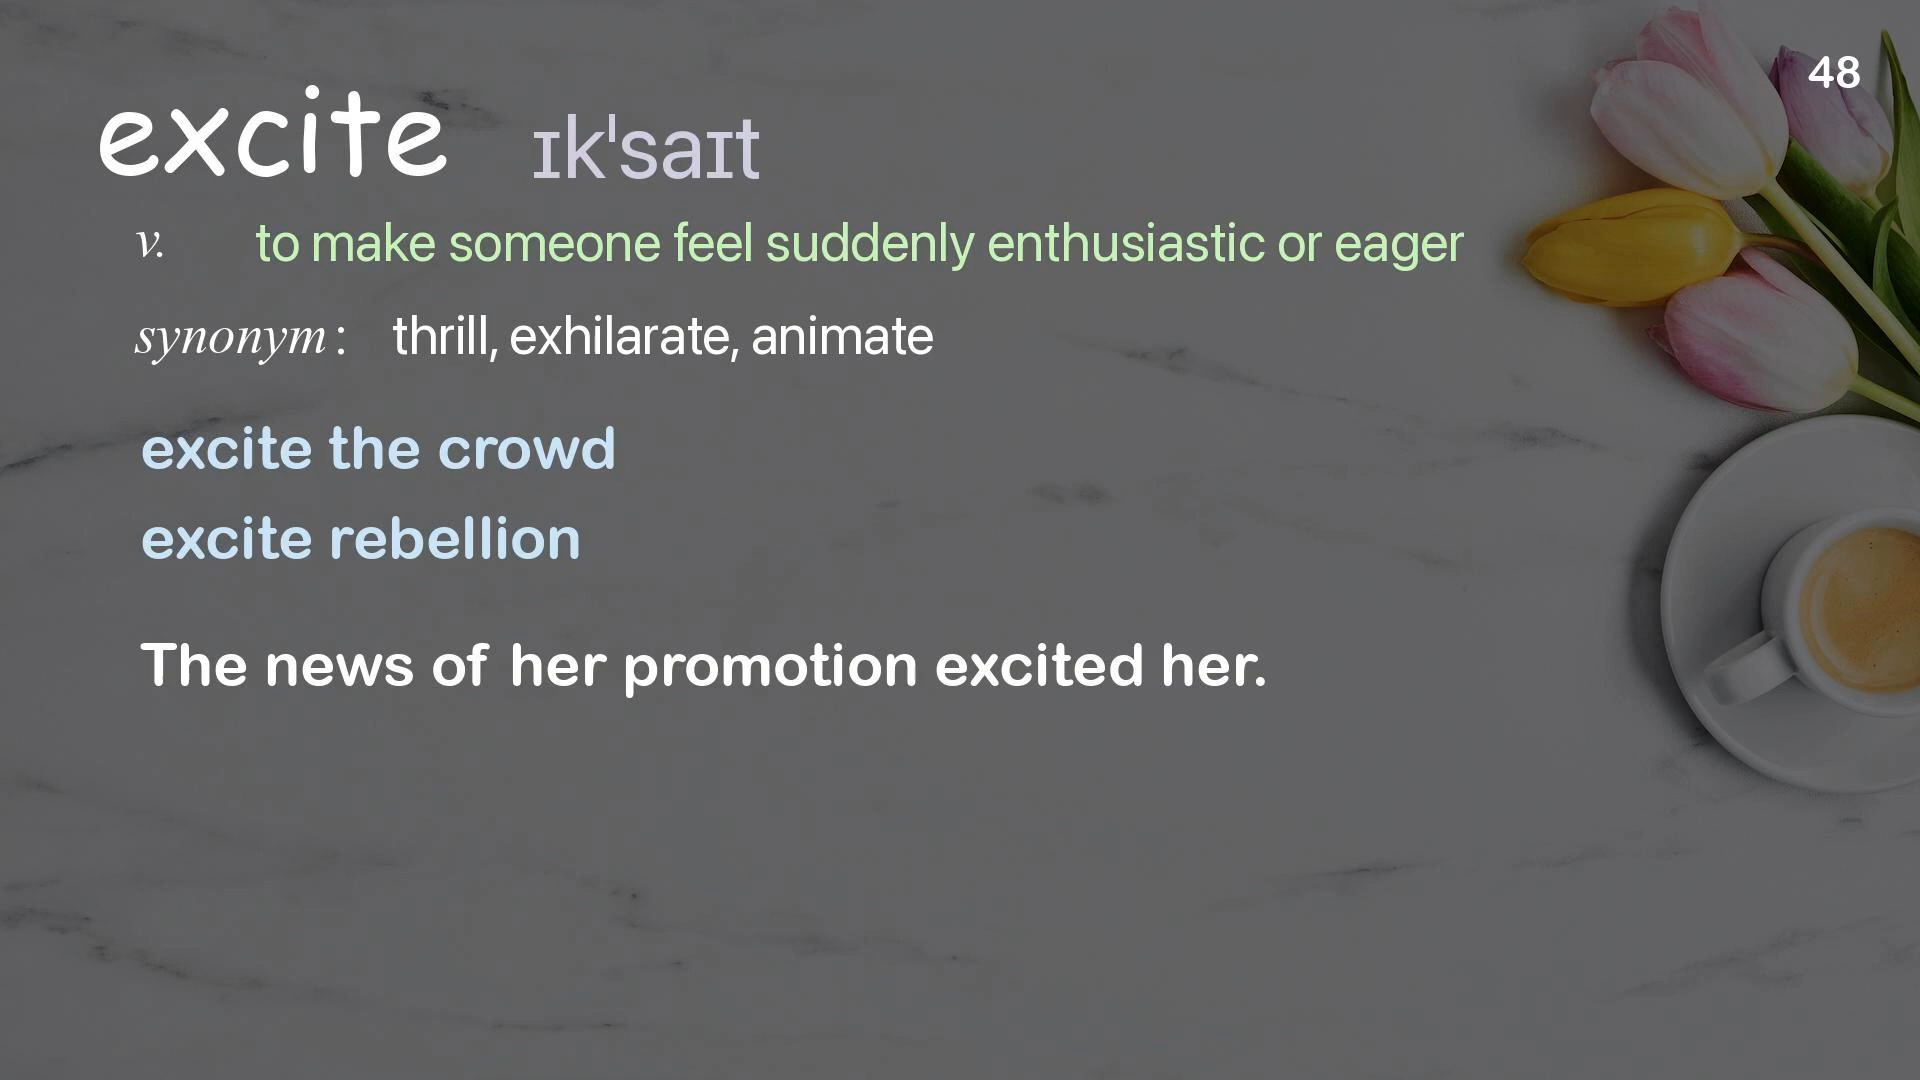 48
excite ɪkˈsaɪt
v. to make someone feel suddenly enthusiastic or eager
synonym: thrill, exhilarate, animate
excite the crowd
excite rebellion
The news of her promotion excited her.